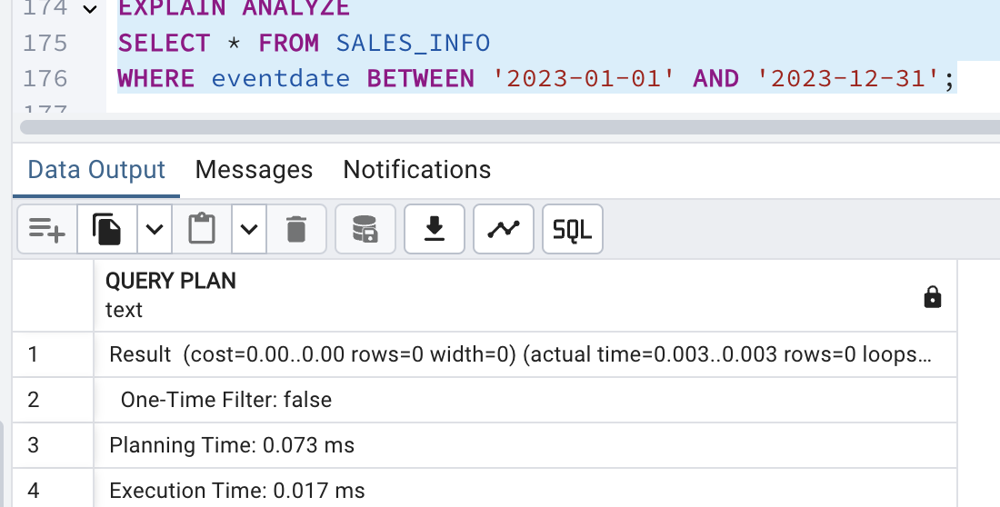 174 EXPLAIN ANALYZE
175 SELECT * FROM SALES_INFO
176 WHERE eventdate BETWEEN '2023-01-01' AND '2023-12-31';
177
Data Output Messages Notifications
SQL
QUERY PLAN
text
1 Result (cost=0.00..0.00 rows=0 width=0) (actual time=0.003..0.003 rows=0 loops…
2 One-Time Filter: false
3 Planning Time: 0.073 ms
4 Execution Time: 0.017 ms